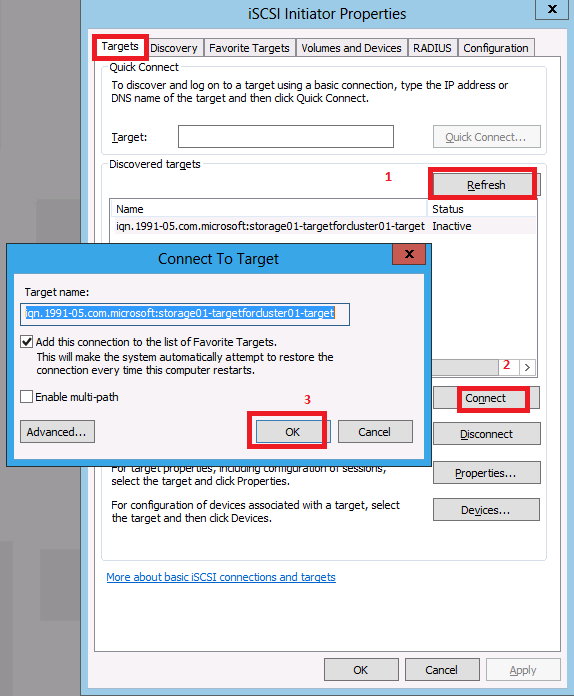 iSCSI Initiator Properties
x
Targets Discovery Favorite Targets Volumes and Devices RADIUS Configuration
Quick Connect
To discover and log on to a target using a basic connection, type the IP address or
DNS name of the target and then click Quick Connect.
Target: Quick Connect...
Discovered targets
1
Refresh
Name Status
iqn.1991-05.com.microsoft:storage01-targetforcluster01-target Inactive
Connect To Target
x
Target name:
iqn.1991-05.com.microsoft:storage01-targetforcluster01-target
Add this connection to the list of Favorite Targets.
This will make the system automatically attempt to restore the
connection every time this computer restarts.
Enable multi-path
3
Advanced... OK Cancel
2
>
Connect
Disconnect
For target properties, including configuration of sessions,
select the target and click Properties.
Properties...
For configuration of devices associated with a target, select
the target and then click Devices.
Devices...
More about basic iSCSI connections and targets
OK Cancel Apply